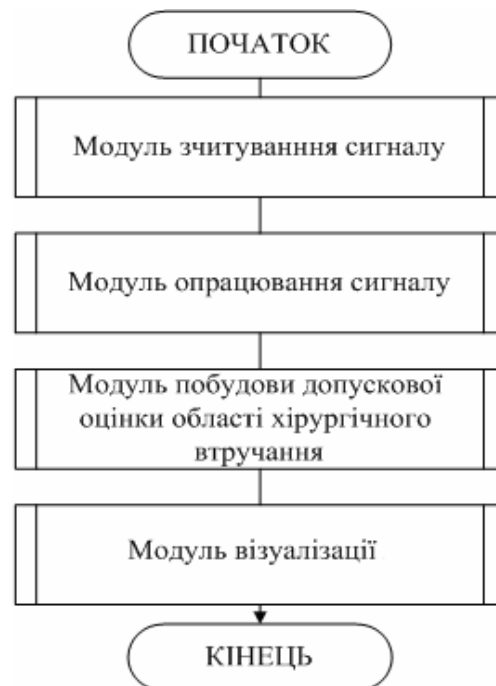 ПОЧАТОК
Модуль зчитуванння сигналу
Модуль опрацювання сигналу
Модуль побудови допускової
оцінки області хірургічного
втручання
Модуль візуалізації
КІНЕЦЬ